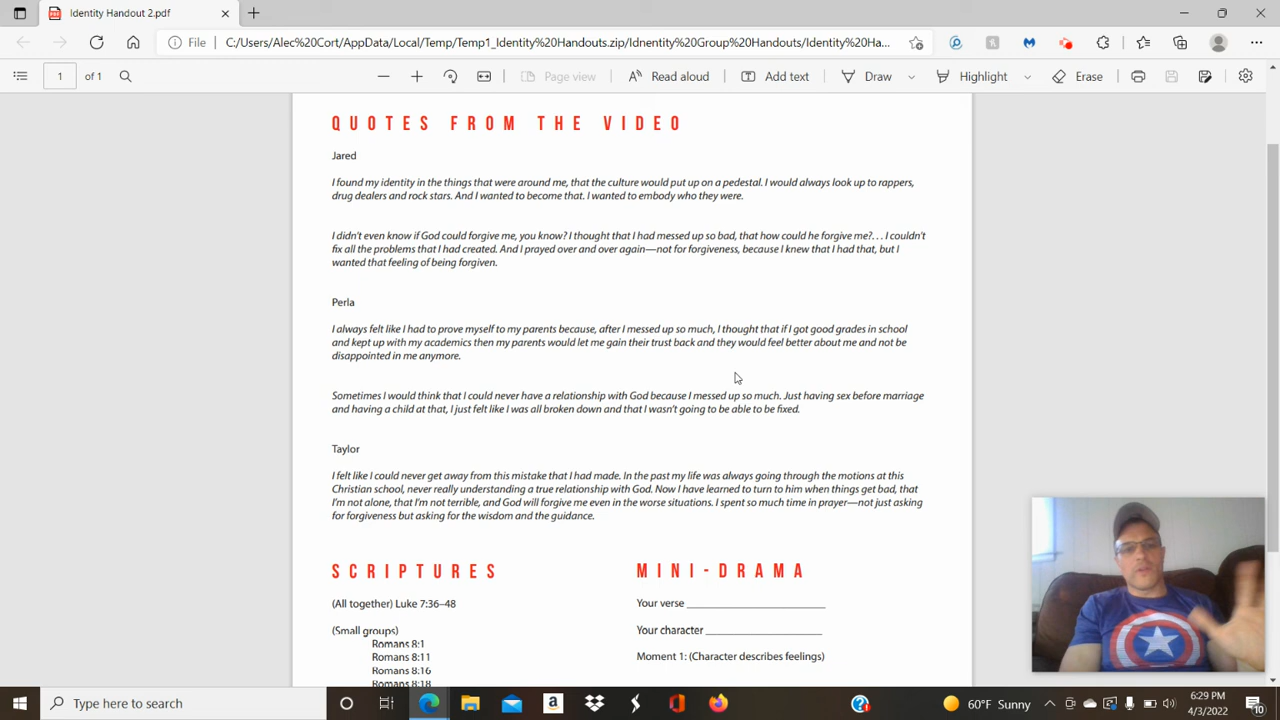 Identity Handout 2.pdf
File C:/Users/Alec%20Cort/AppData/Local/Temp/Temp1_Identity%20Handouts.zip/Idnentity%20Group%20Handouts/Identity%20Ha...
1 of 1 Page view Read aloud Add text Draw Highlight Erase
QUOTES FROM THE VIDEO
Jared
I found my identity in the things that were around me, that the culture would put up on a pedestal. I would always look up to rappers,
drug dealers and rock stars. And I wanted to become that. I wanted to embody who they were.
I didn't even know if God could forgive me, you know? I thought that I had messed up so bad, that how could he forgive me?. . . I couldn't
fix all the problems that I had created. And I prayed over and over again—not for forgiveness, because I knew that I had that, but I
wanted that feeling of being forgiven.
Perla
I always felt like I had to prove myself to my parents because, after I messed up so much, I thought that if I got good grades in school
and kept up with my academics then my parents would let me gain their trust back and they would feel better about me and not be
disappointed in me anymore.
Sometimes I would think that I could never have a relationship with God because I messed up so much. Just having sex before marriage
and having a child at that, I just felt like I was all broken down and that I wasn't going to be able to be fixed.
Taylor
I felt like I could never get away from this mistake that I had made. In the past my life was always going through the motions at this
Christian school, never really understanding a true relationship with God. Now I have learned to turn to him when things get bad, that
I'm not alone, that I'm not terrible, and God will forgive me even in the worse situations. I spent so much time in prayer—not just asking
for forgiveness but asking for the wisdom and the guidance.
SCRIPTURES
(All together) Luke 7:36–48
(Small groups)
Romans 8:1
Romans 8:11
Romans 8:16
Romans 8:18
MINI-DRAMA
Your verse
Your character
Moment 1: (Character describes feelings)
Type here to search
60°F Sunny
6:29 PM
4/3/2022
10